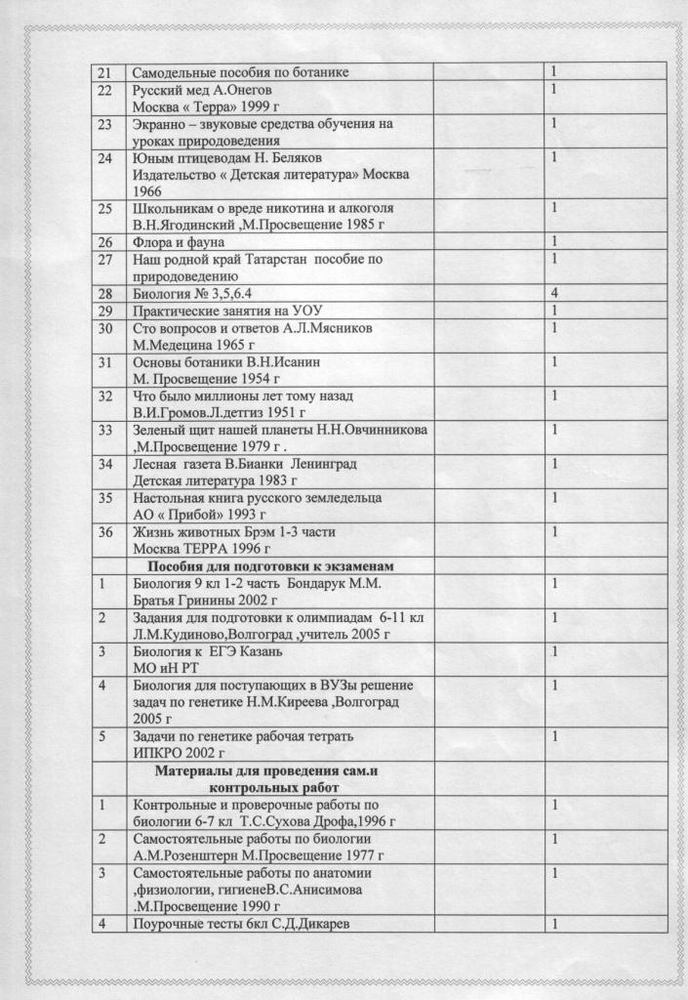 21 Самодельные пособия по ботанике 1
22 Русский мед А.Онегов 1
Москва « Терра» 1999 г
23 Экранно – звуковые средства обучения на 1
уроках природоведения
24 Юным птицеводам Н. Беляков 1
Издательство « Детская литература» Москва
1966
25 Школьникам о вреде никотина и алкоголя 1
В.Н.Ягодинский ,М.Просвещение 1985 г
26 Флора и фауна 1
27 Наш родной край Татарстан пособие по 1
природоведению
28 Биология № 3,5,6.4 4
29 Практические занятия на УОУ 1
30 Сто вопросов и ответов А.Л.Мясников 1
М.Медецина 1965 г
31 Основы ботаники В.Н.Исанин 1
М. Просвещение 1954 г
32 Что было миллионы лет тому назад 1
В.И.Громов.Л.детгиз 1951 г
33 Зеленый щит нашей планеты Н.Н.Овчинникова 1
,М.Просвещение 1979 г .
34 Лесная газета В.Бианки Ленинград 1
Детская литература 1983 г
35 Настольная книга русского земледельца 1
АО « Прибой» 1993 г
36 Жизнь животных Брэм 1-3 части 1
Москва ТЕРРА 1996 г
Пособия для подготовки к экзаменам
1 Биология 9 кл 1-2 часть Бондарук М.М. 1
Братья Гринины 2002 г
2 Задания для подготовки к олимпиадам 6-11 кл 1
Л.М.Кудиново,Волгоград ,учитель 2005 г
3 Биология к ЕГЭ Казань 1
МО иН РТ
4 Биология для поступающих в ВУЗы решение 1
задач по генетике Н.М.Киреева ,Волгоград
2005 г
5 Задачи по генетике рабочая тетрать 1
ИПКРО 2002 г
Материалы для проведения сам.и
контрольных работ
1 Контрольные и проверочные работы по 1
биологии 6-7 кл Т.С.Сухова Дрофа,1996 г
2 Самостоятельные работы по биологии 1
А.М.Розенштерн М.Просвещение 1977 г
3 Самостоятельные работы по анатомии 1
,физиологии, гигиенеВ.С.Анисимова
.М.Просвещение 1990 г
4 Поурочные тесты 6кл С.Д.Дикарев 1